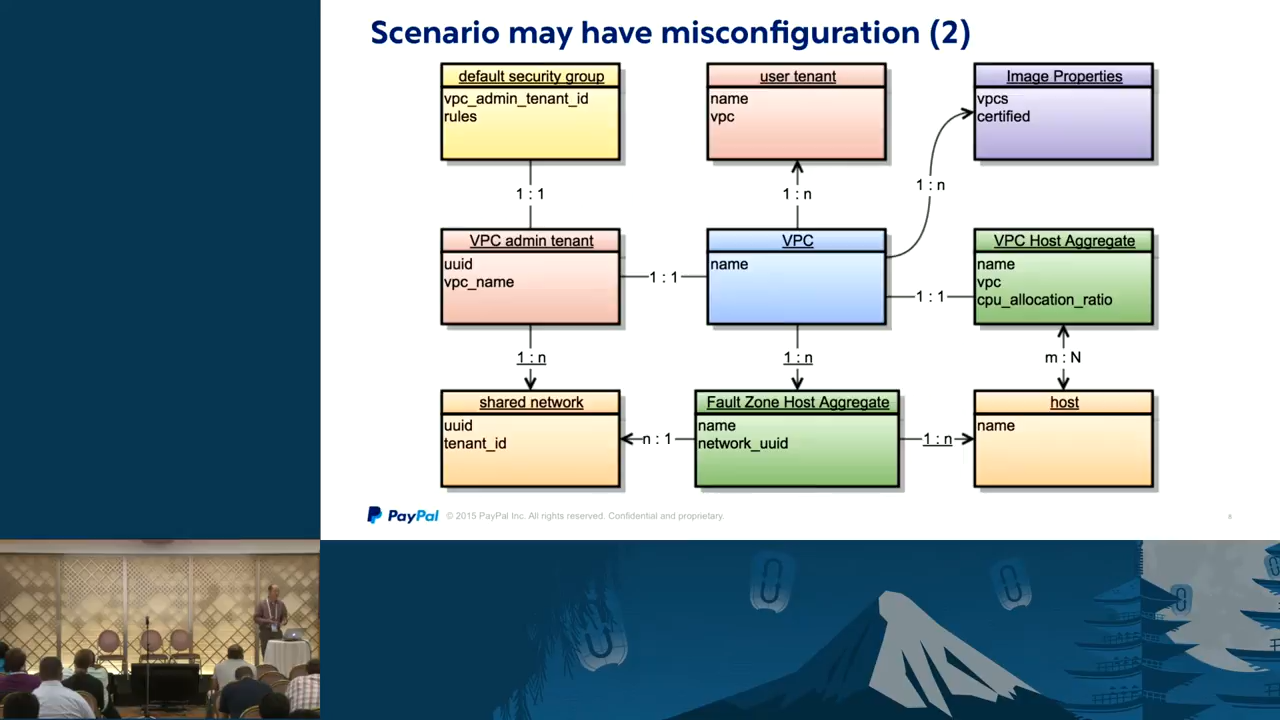 Scenario may have misconfiguration (2)
default security group
vpc_admin_tenant_id
rules
user tenant
name
vpc
Image Properties
vpcs
certified
1 : 1
1 : n
1 : n
VPC admin tenant
uuid
vpc_name
1 : 1
VPC
name
1 : 1
VPC Host Aggregate
name
vpc
cpu_allocation_ratio
1 : n
1 : n
m : N
shared network
uuid
tenant_id
n : 1
Fault Zone Host Aggregate
name
network_uuid
1 : n
host
name
PayPal © 2015 PayPal Inc. All rights reserved. Confidential and proprietary.
8